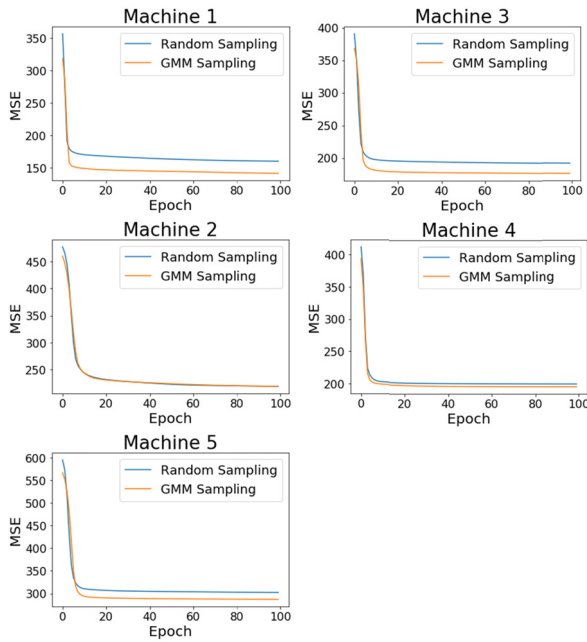 Machine 1
MSE
350
300
250
200
150
Random Sampling
GMM Sampling
0 20 40 60 80 100
Epoch
Machine 3
MSE
400
350
300
250
200
Random Sampling
GMM Sampling
0 20 40 60 80 100
Epoch
Machine 2
MSE
450
400
350
300
250
Random Sampling
GMM Sampling
0 20 40 60 80 100
Epoch
Machine 4
MSE
400
350
300
250
200
Random Sampling
GMM Sampling
0 20 40 60 80 100
Epoch
Machine 5
MSE
600
550
500
450
400
350
300
Random Sampling
GMM Sampling
0 20 40 60 80 100
Epoch